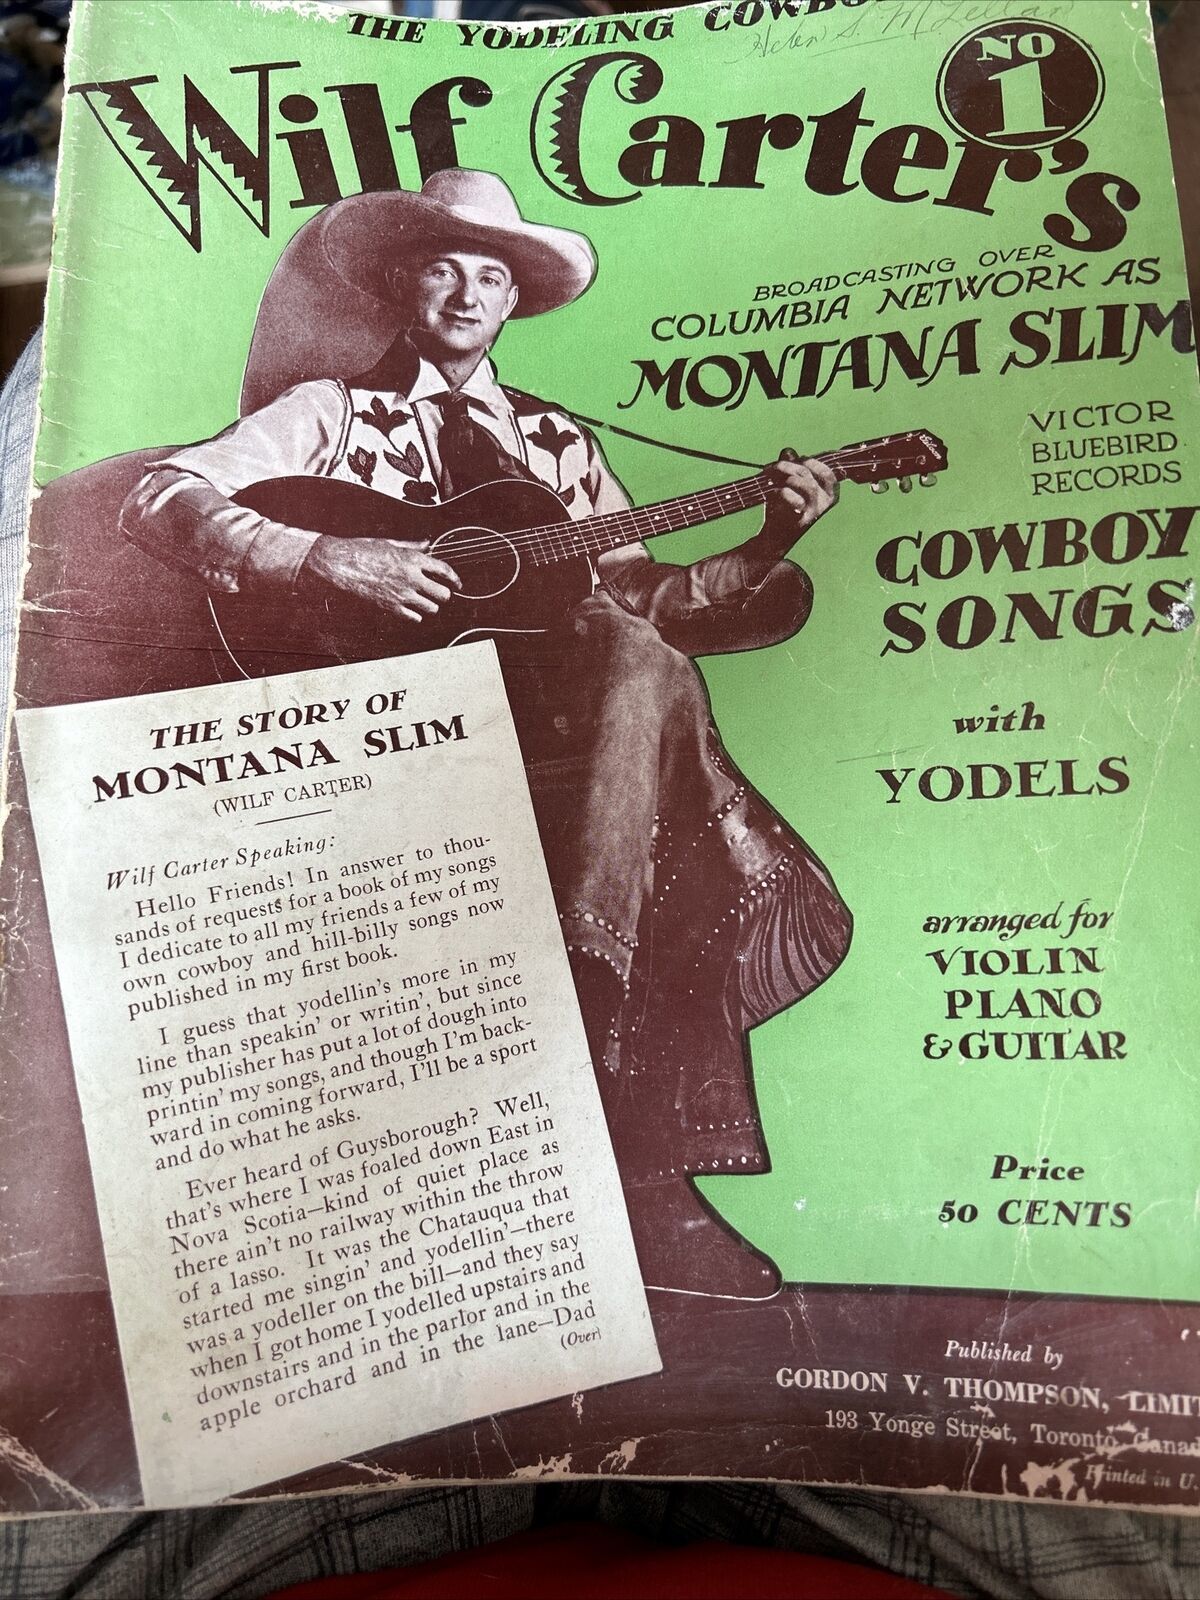 THE YODELING COWBO
Helen S. McLellan
NO
1
Wilf Carter's
BROADCASTING OVER
COLUMBIA NETWORK AS
MONTANA SLIM
VICTOR
BLUEBIRD
RECORDS
Gibson
COWBOY
SONGS
with
YODELS
arranged for
VIOLIN
PIANO
& GUITAR
Price
50 CENTS
THE STORY OF
MONTANA SLIM
(WILF CARTER)
Wilf Carter Speaking:
Hello Friends! In answer to thou-
sands of requests for a book of my songs
I dedicate to all my friends a few of my
own cowboy and hill-billy songs now
published in my first book.
I guess that yodellin's more in my
line than speakin' or writin', but since
my publisher has put a lot of dough into
printin' my songs, and though I'm back-
ward in coming forward, I'll be a sport
and do what he asks.
Ever heard of Guysborough? Well,
that's where I was foaled down East in
Nova Scotia—kind of quiet place as
there ain't no railway within the throw
of a lasso. It was the Chatauqua that
started me singin' and yodellin'—there
was a yodeller on the bill—and they say
when I got home I yodelled upstairs and
downstairs and in the parlor and in the
apple orchard and in the lane—Dad
(Over)
Published by
GORDON V. THOMPSON, LIMIT
193 Yonge Street, Toronto, Canad
Printed in U.